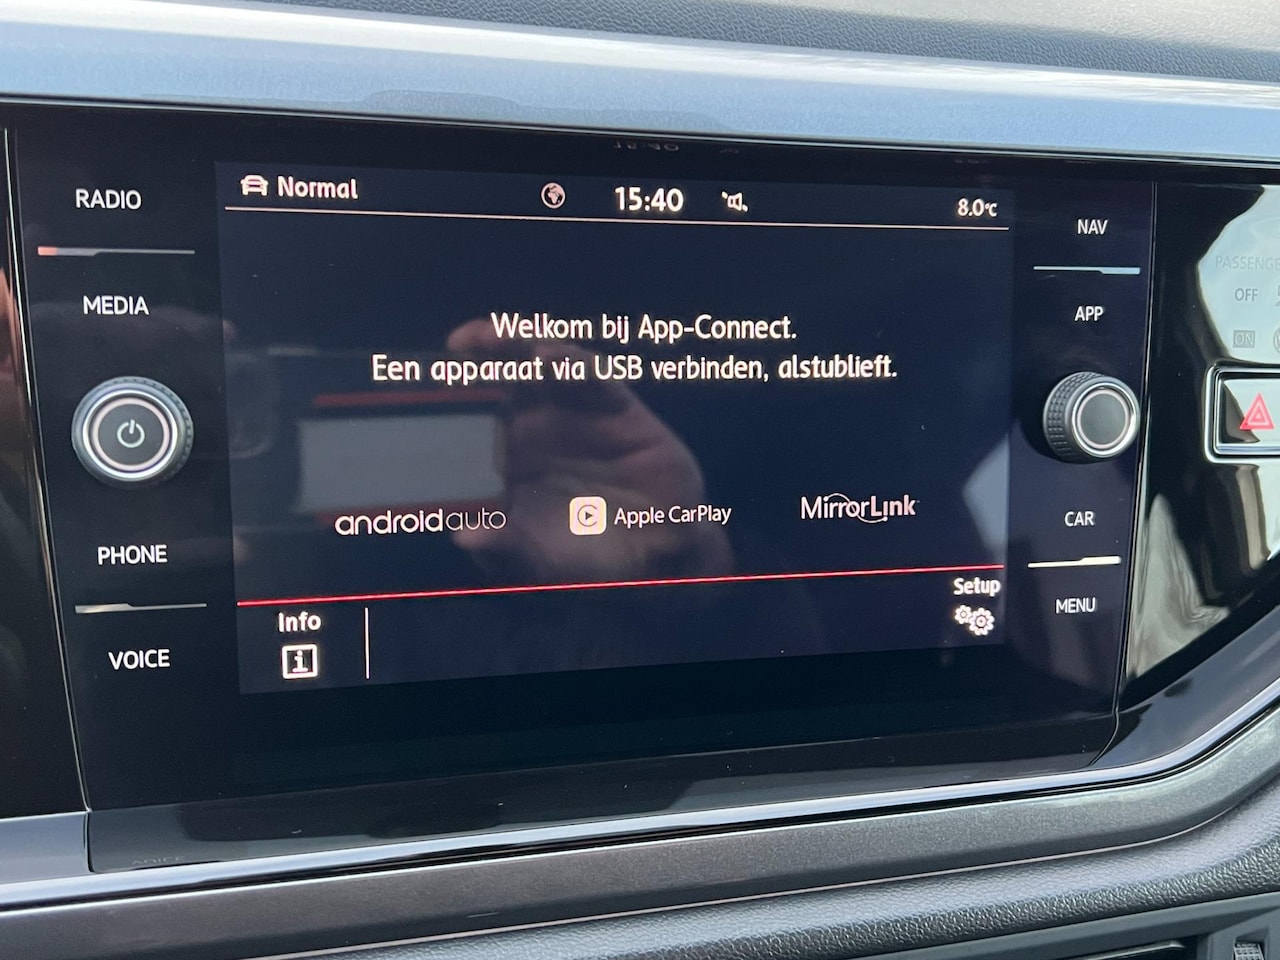 RADIO
MEDIA
PHONE
VOICE
Normal
15:40
8.0°C
Welkom bij App-Connect.
Een apparaat via USB verbinden, alstublieft.
androidauto
Apple CarPlay
MirrorLink
Info
Setup
NAV
APP
CAR
MENU
PASSENGE
OFF
ON